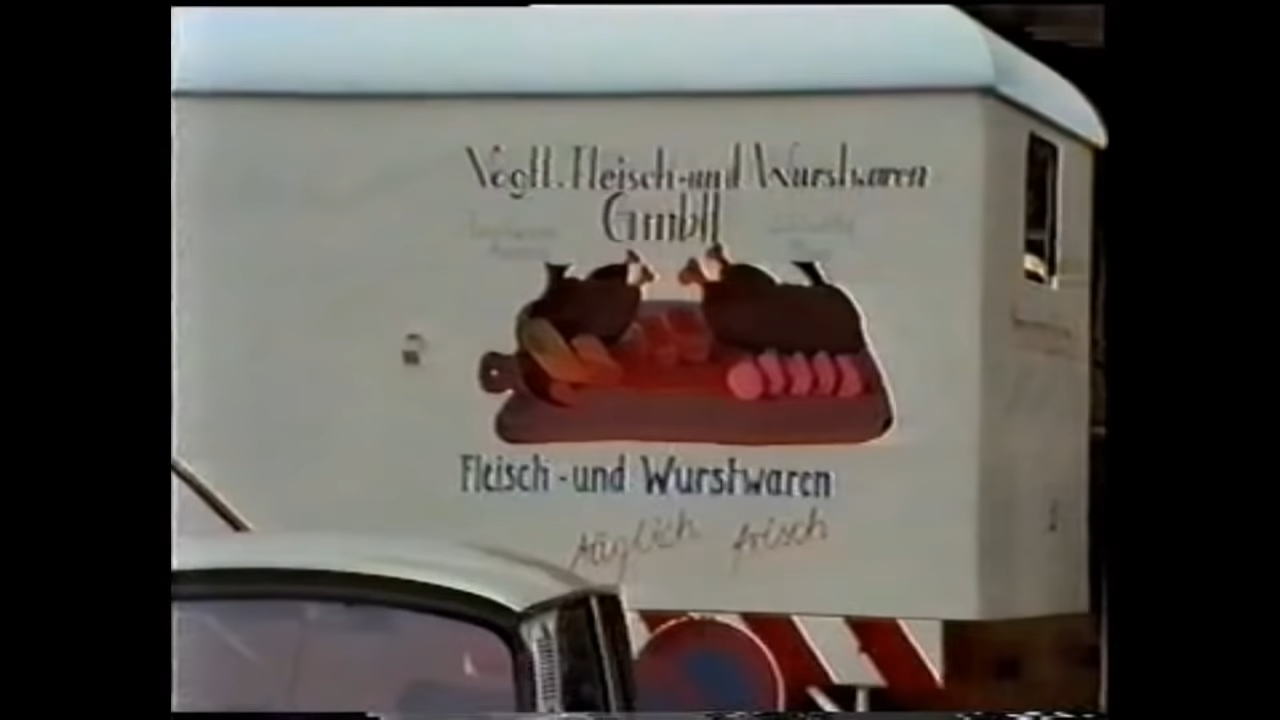 Vogtl. Fleisch-und Wurstwaren
GmbH
Fleisch-und Wurstwaren
täglich frisch